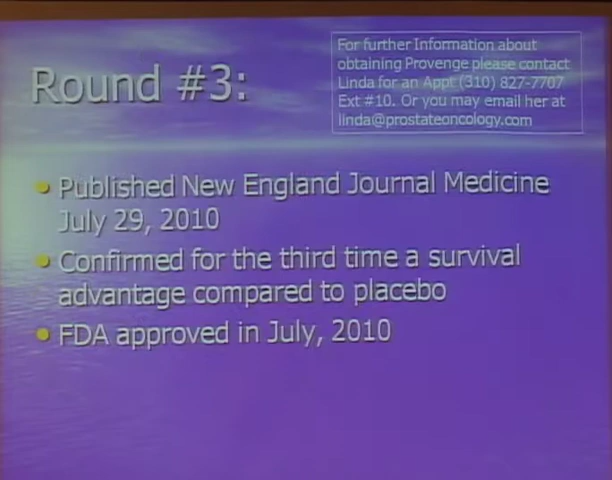 Round #3:
For further Information about
obtaining Provenge please contact
Linda for an Appt (310) 827-7707
Ext #10. Or you may email her at
linda@prostateoncology.com
Published New England Journal Medicine
July 29, 2010
Confirmed for the third time a survival
advantage compared to placebo
FDA approved in July, 2010